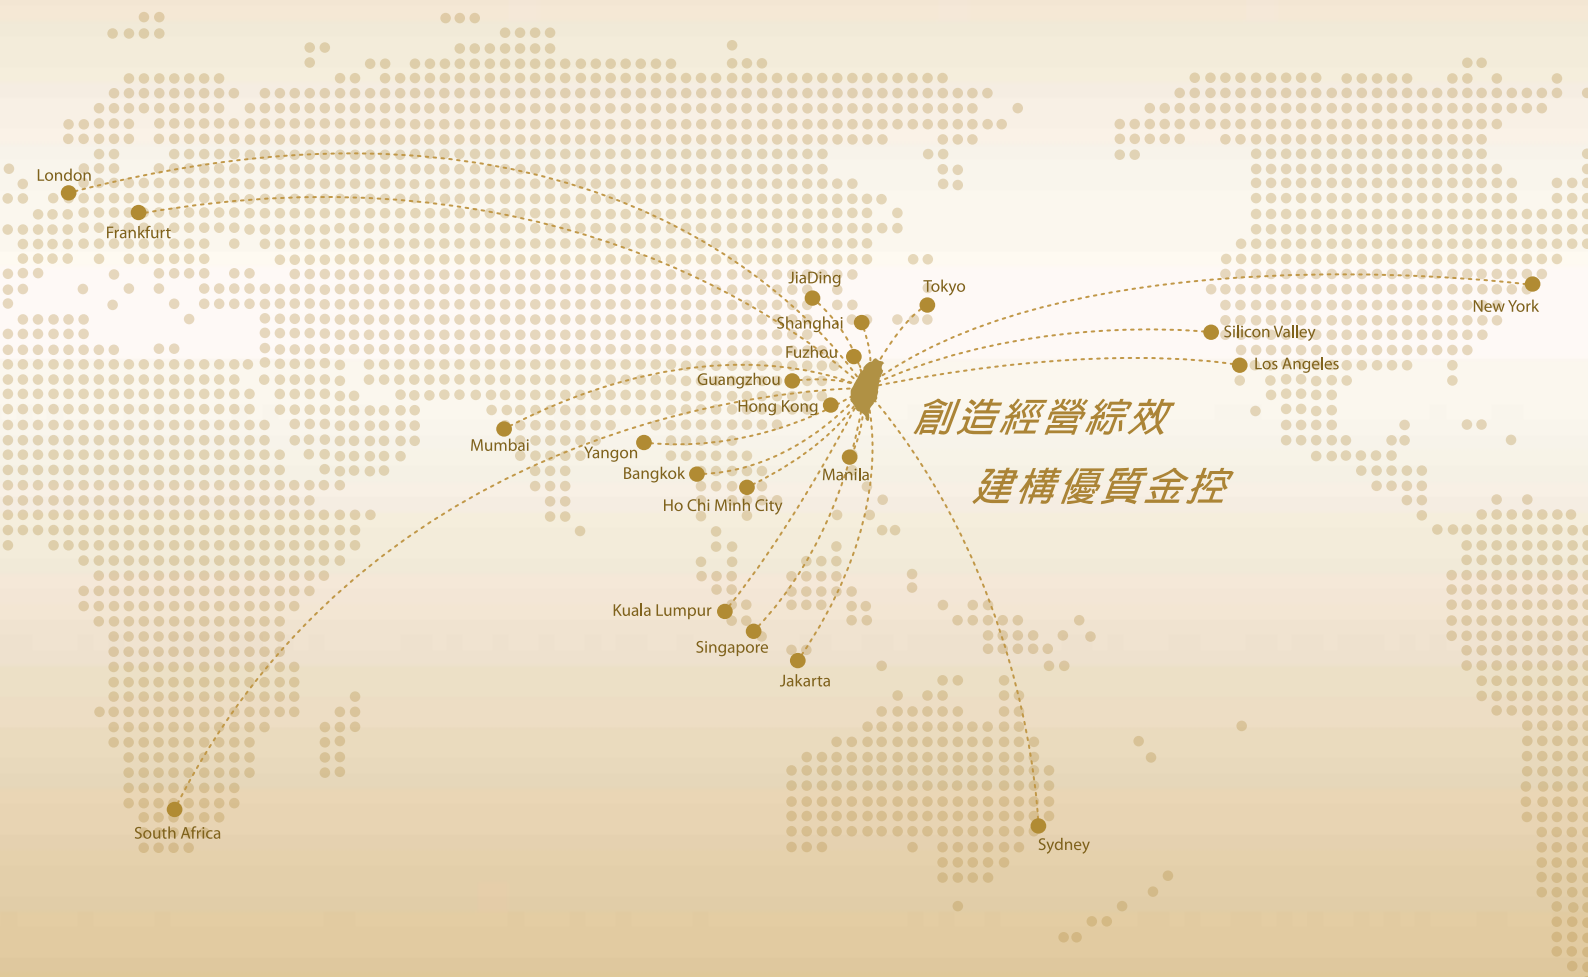 London
Frankfurt
JiaDing
Tokyo
Shanghai
New York
Silicon Valley
Fuzhou
Los Angeles
Guangzhou
Hong Kong
創造經營綜效
Mumbai
Yangon
Bangkok
Manila
建構優質金控
Ho Chi Minh City
Kuala Lumpur
Singapore
Jakarta
South Africa
Sydney